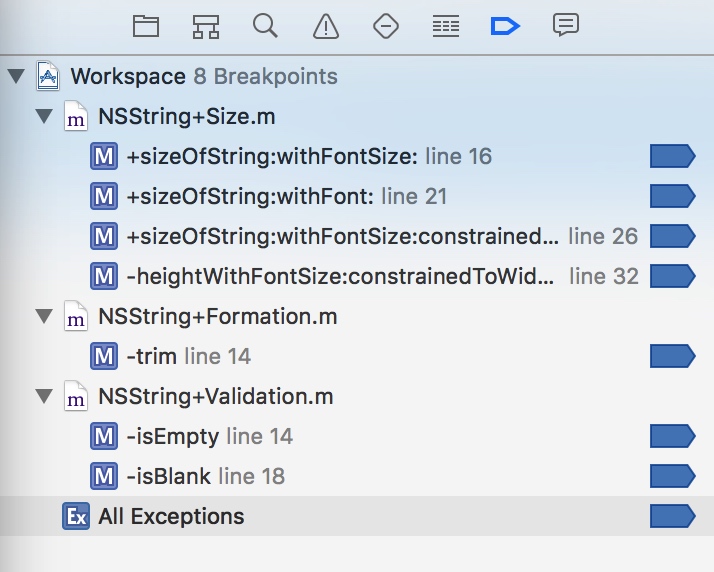 Workspace 8 Breakpoints
m NSString+Size.m
M +sizeOfString:withFontSize: line 16
M +sizeOfString:withFont: line 21
M +sizeOfString:withFontSize:constrained... line 26
M -heightWithFontSize:constrainedToWid... line 32
m NSString+Formation.m
M -trim line 14
m NSString+Validation.m
M -isEmpty line 14
M -isBlank line 18
Ex All Exceptions